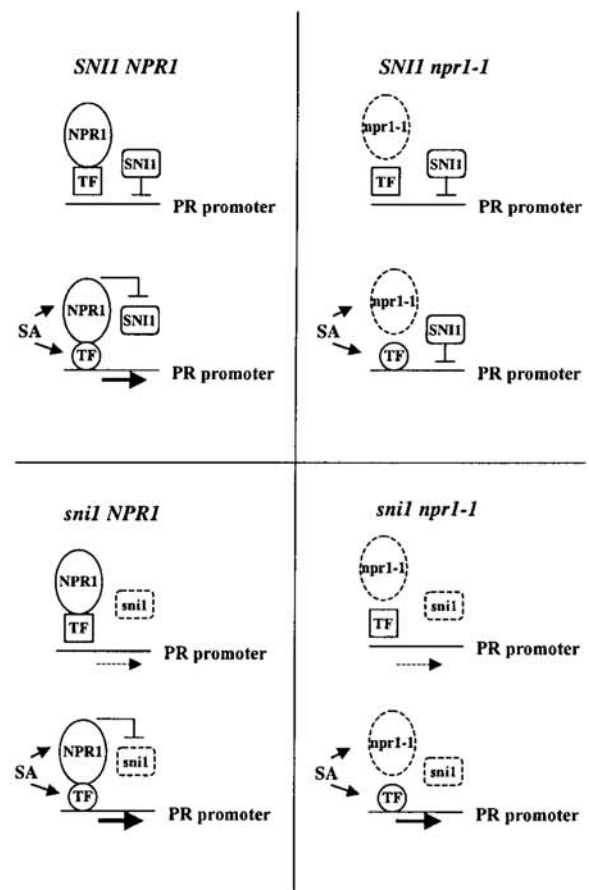 SNI1 NPR1
NPR1
SNI1
TF
PR promoter
NPR1
SNI1
SA
TF
PR promoter
SNI1 npr1-1
npr1-1
SNI1
TF
PR promoter
npr1-1
SNI1
SA
TF
PR promoter
sni1 NPR1
NPR1
sni1
TF
PR promoter
NPR1
sni1
SA
TF
PR promoter
sni1 npr1-1
npr1-1
sni1
TF
PR promoter
npr1-1
sni1
SA
TF
PR promoter